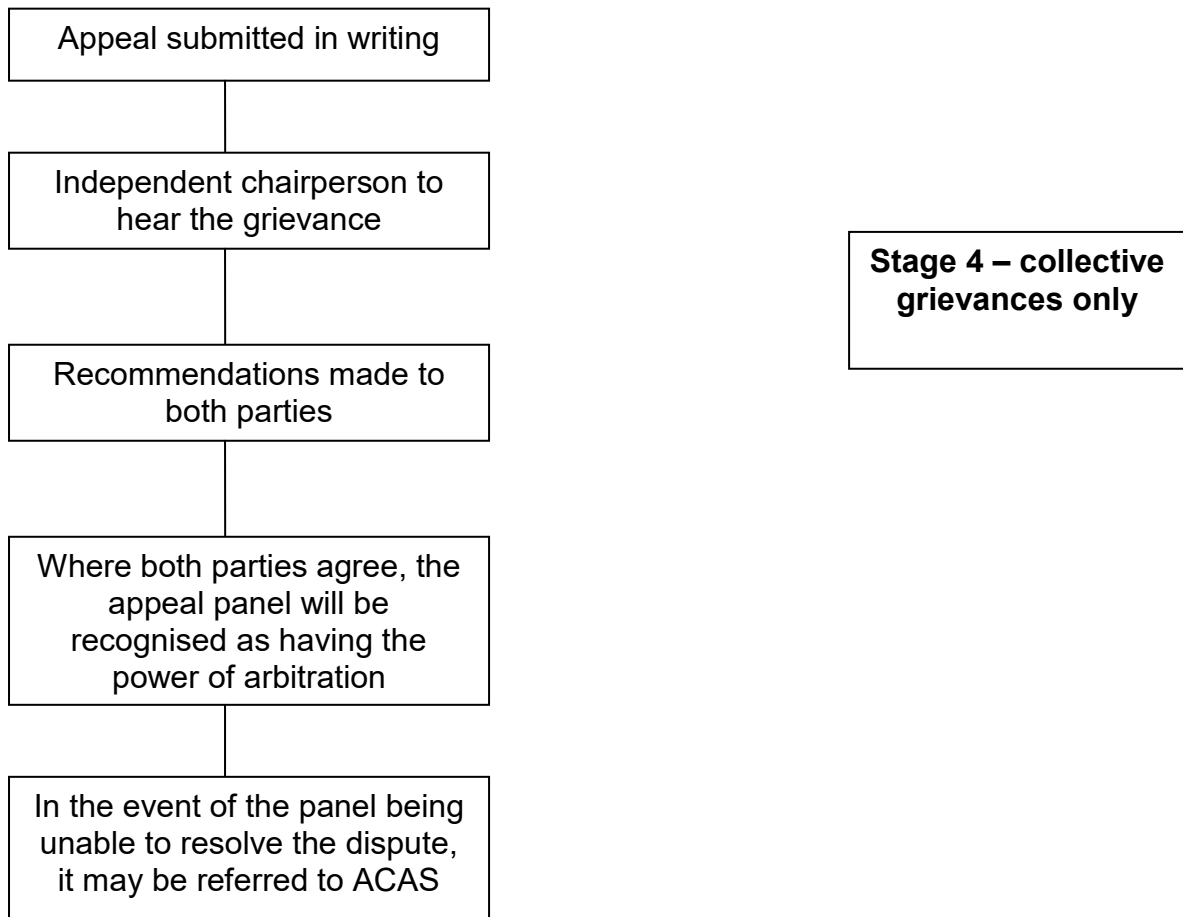 Appeal submitted in writing
Independent chairperson to
hear the grievance
Stage 4 – collective
grievances only
Recommendations made to
both parties
Where both parties agree, the
appeal panel will be
recognised as having the
power of arbitration
In the event of the panel being
unable to resolve the dispute,
it may be referred to ACAS